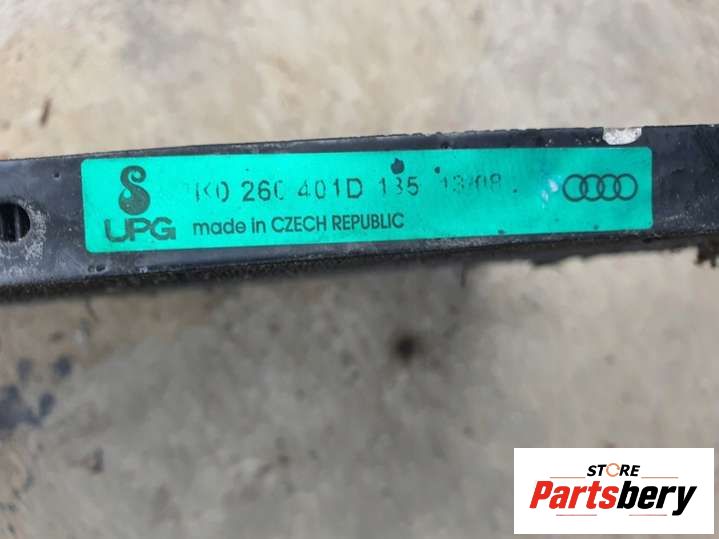 1K0 260 401D 135 13/08
UPG made in CZECH REPUBLIC
STORE
Partsbery